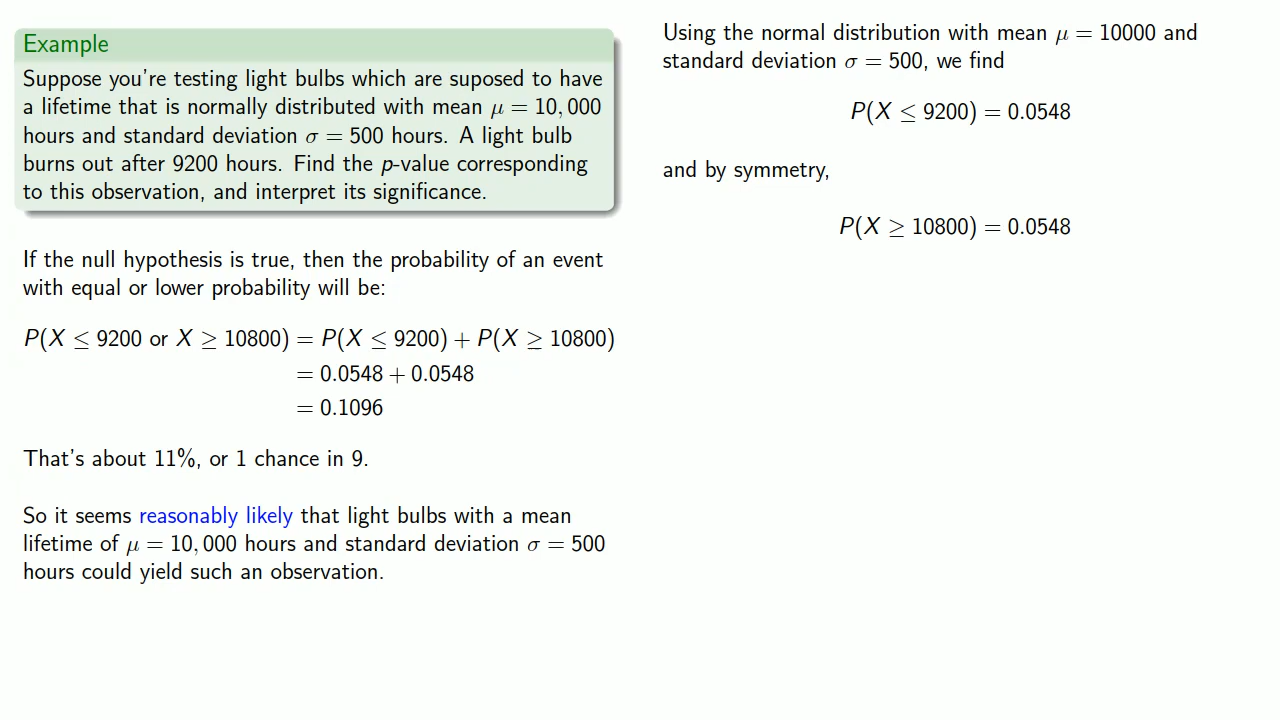 Example
Suppose you're testing light bulbs which are suposed to have
a lifetime that is normally distributed with mean μ = 10,000
hours and standard deviation σ = 500 hours. A light bulb
burns out after 9200 hours. Find the p-value corresponding
to this observation, and interpret its significance.
If the null hypothesis is true, then the probability of an event
with equal or lower probability will be:
P(X ≤ 9200 or X ≥ 10800) = P(X ≤ 9200) + P(X ≥ 10800)
= 0.0548 + 0.0548
= 0.1096
That's about 11%, or 1 chance in 9.
So it seems reasonably likely that light bulbs with a mean
lifetime of μ = 10,000 hours and standard deviation σ = 500
hours could yield such an observation.
Using the normal distribution with mean μ = 10000 and
standard deviation σ = 500, we find
P(X ≤ 9200) = 0.0548
and by symmetry,
P(X ≥ 10800) = 0.0548